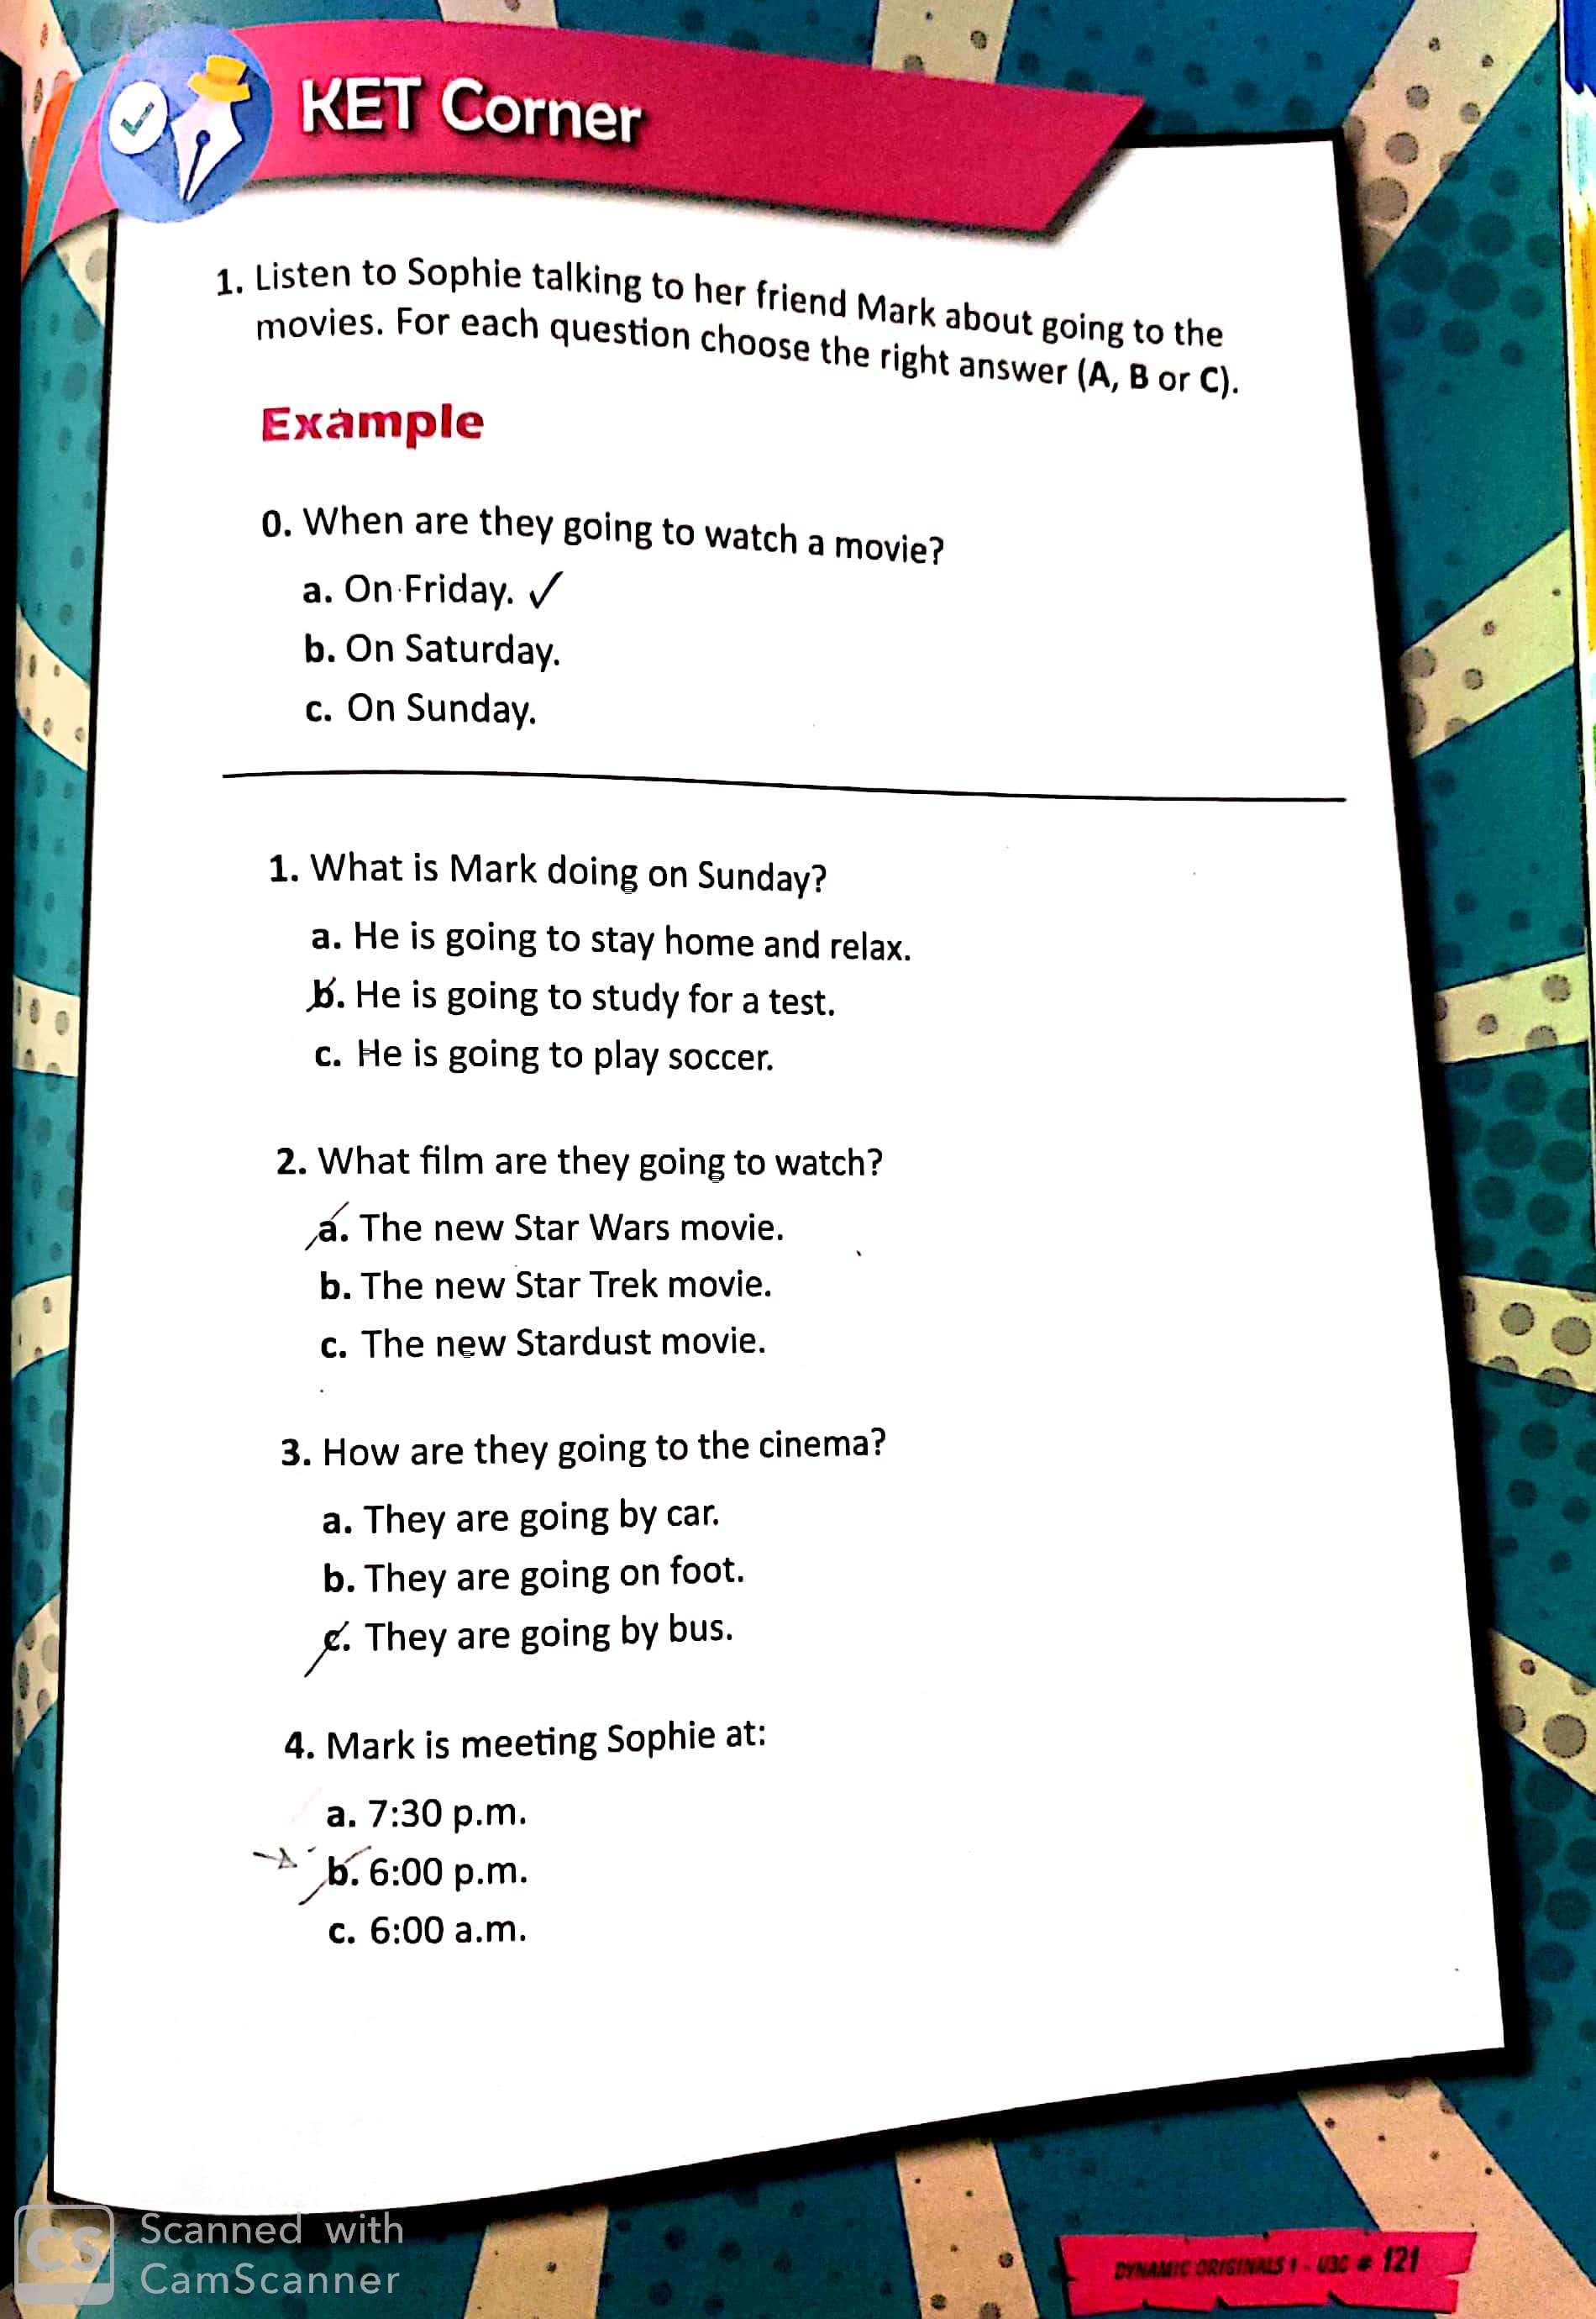 KET Corner
1. Listen to Sophie talking to her friend Mark about going to the
movies. For each question choose the right answer (A, B or C).
Example
0. When are they going to watch a movie?
a. On Friday. ✓
b. On Saturday.
c. On Sunday.
1. What is Mark doing on Sunday?
a. He is going to stay home and relax.
b. He is going to study for a test.
c. He is going to play soccer.
2. What film are they going to watch?
a. The new Star Wars movie.
b. The new Star Trek movie.
c. The new Stardust movie.
3. How are they going to the cinema?
a. They are going by car.
b. They are going on foot.
c. They are going by bus.
4. Mark is meeting Sophie at:
a. 7:30 p.m.
b. 6:00 p.m.
c. 6:00 a.m.
CS Scanned with
CamScanner
DYNAMIC ORIGINALS 1 - U3C # 121